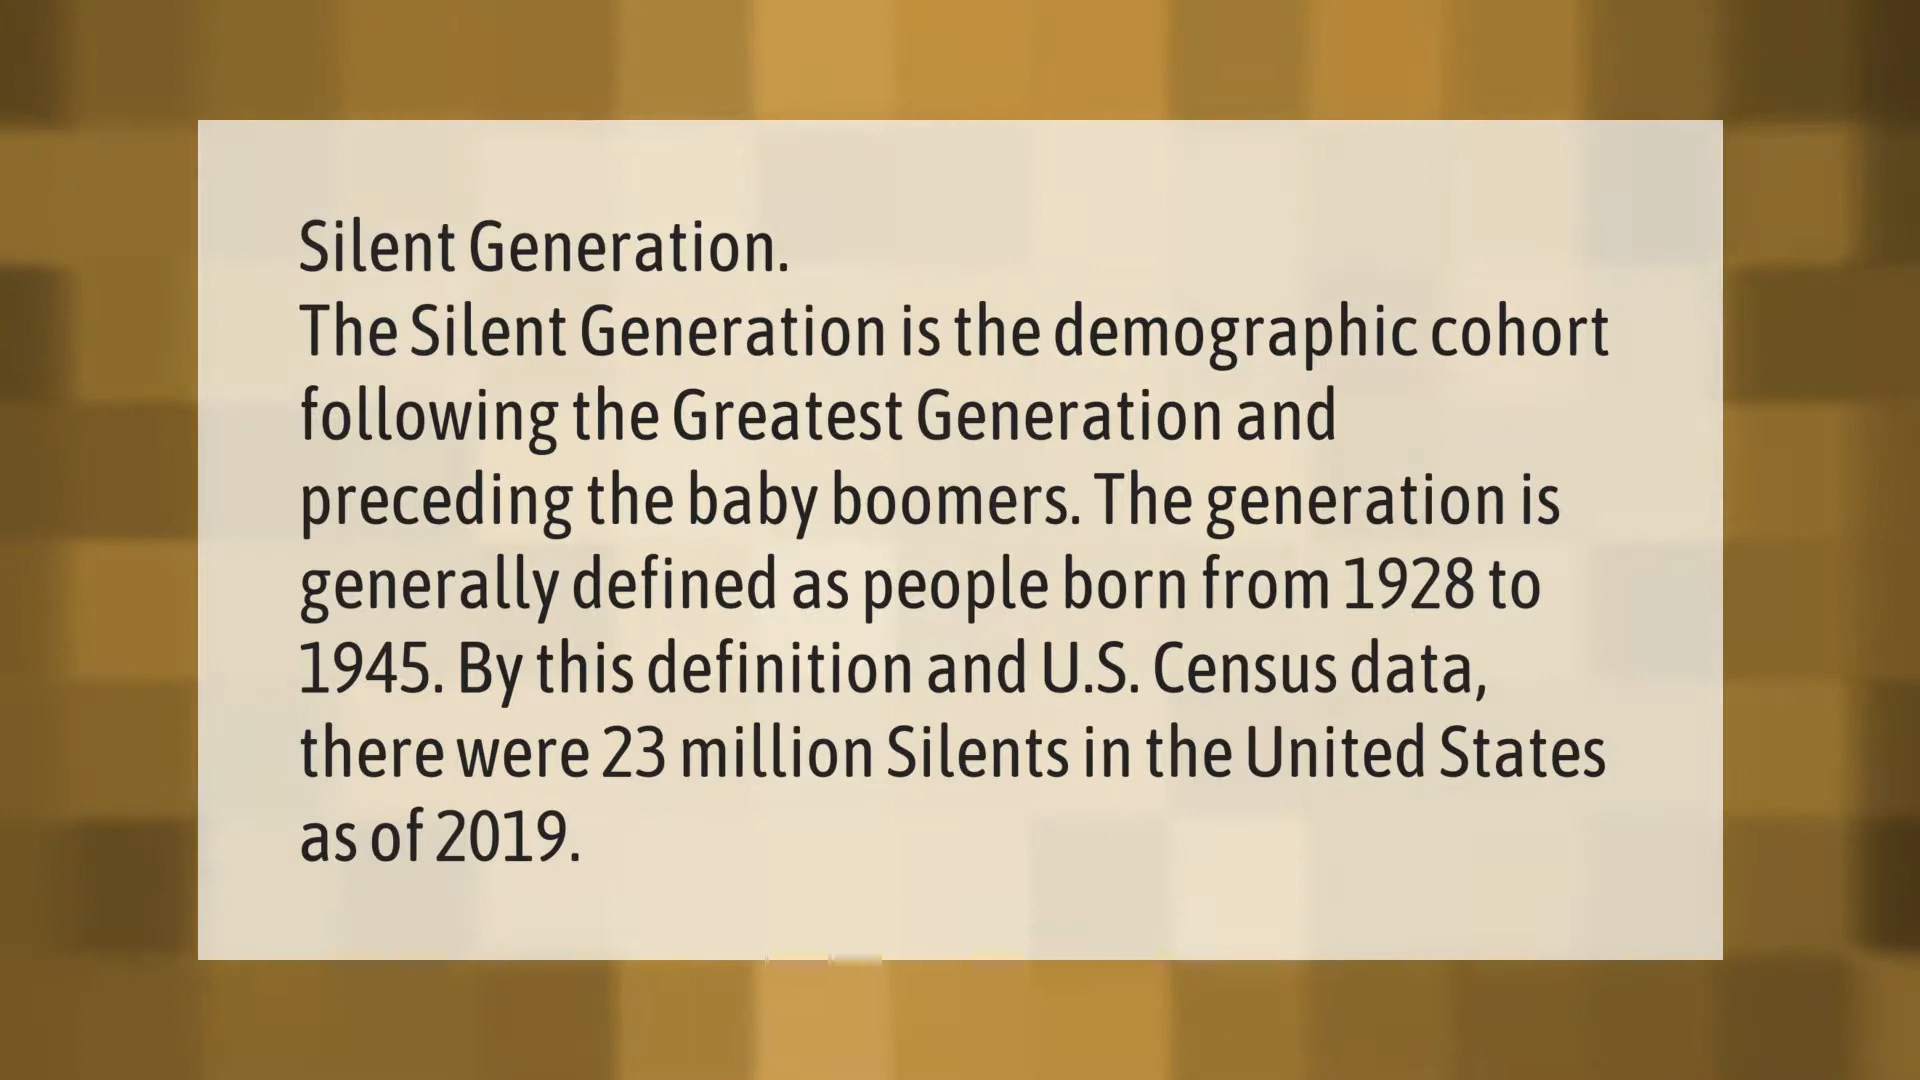 Silent Generation.
The Silent Generation is the demographic cohort
following the Greatest Generation and
preceding the baby boomers. The generation is
generally defined as people born from 1928 to
1945. By this definition and U.S. Census data,
there were 23 million Silents in the United States
as of 2019.